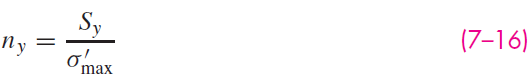 n_y = S_y / σ′_max (7–16)